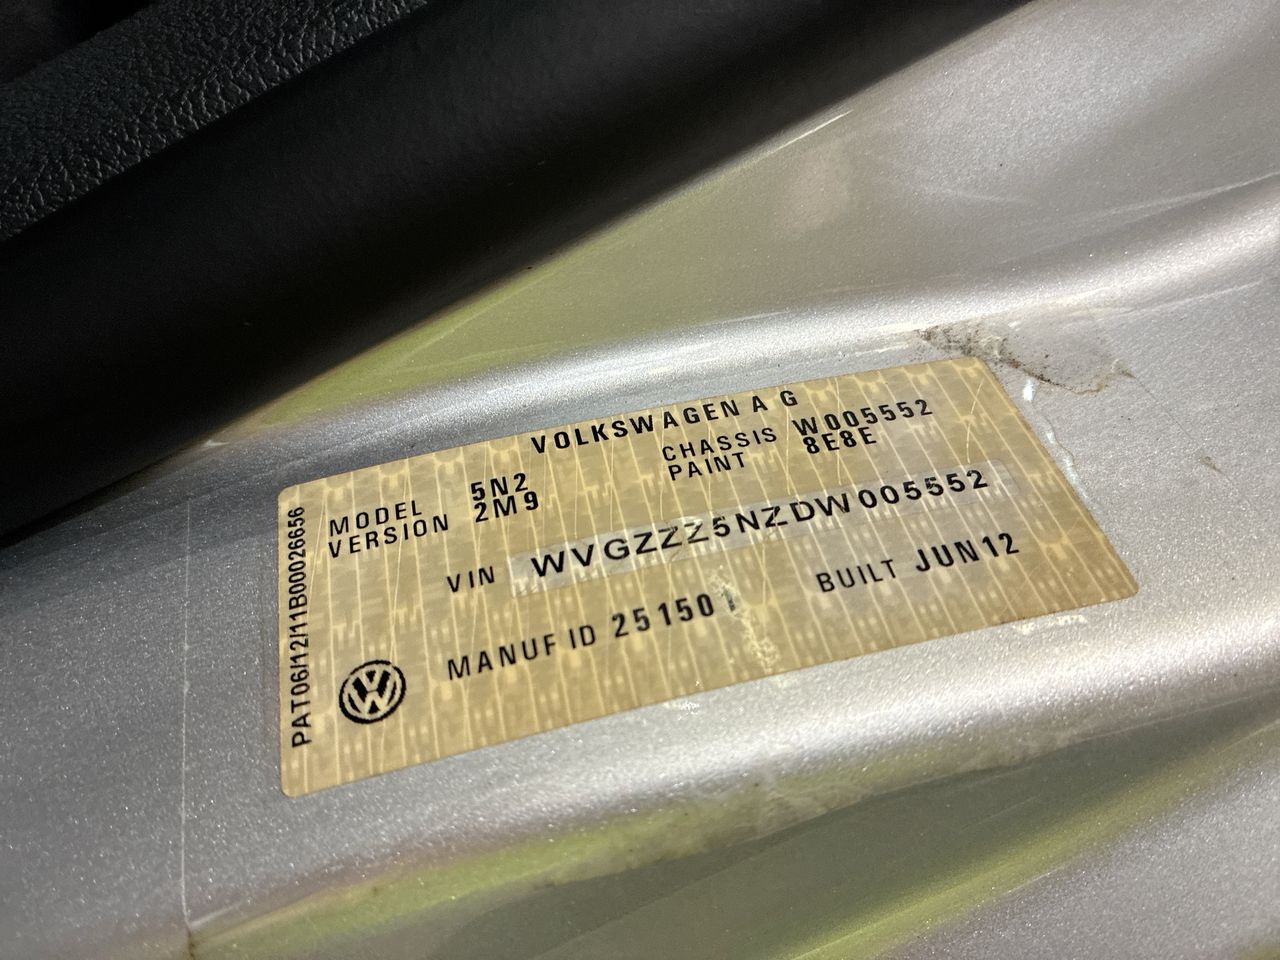 VOLKSWAGEN AG
MODEL 5N2 CHASSIS W005552
VERSION 2M9 PAINT 8E8E
VIN WVGZZZ5NZDW005552
MANUF ID 25150 BUILT JUN12
PAT06/12/11B00026656